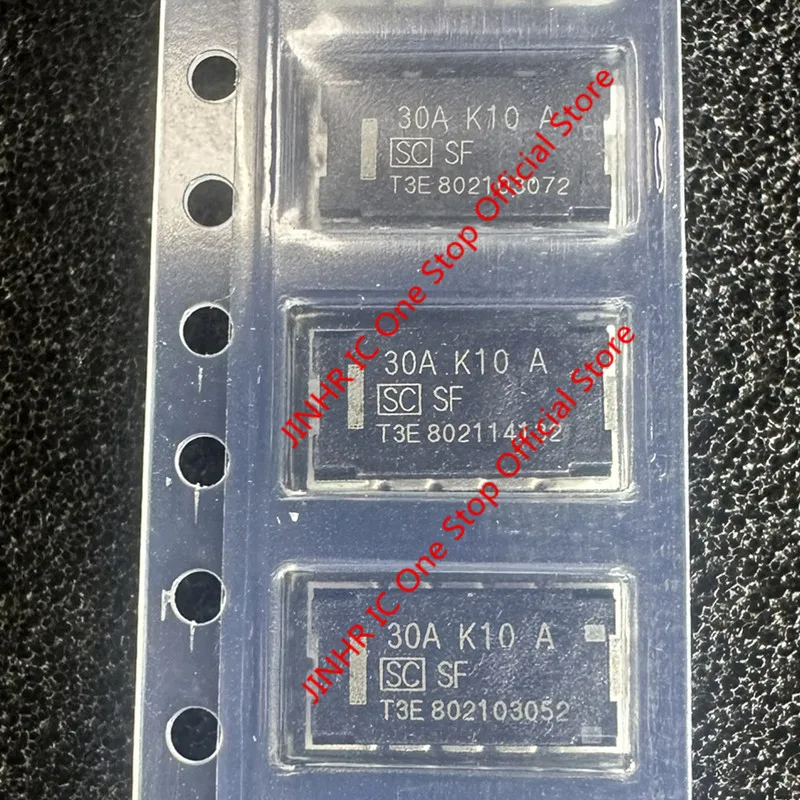 30A K10 A
SC SF
T3E 802103072
30A K10 A
SC SF
T3E 802114142
30A K10 A
SC SF
T3E 802103052
JINHR IC One Stop Official Store
JINHR IC One Stop Official Store